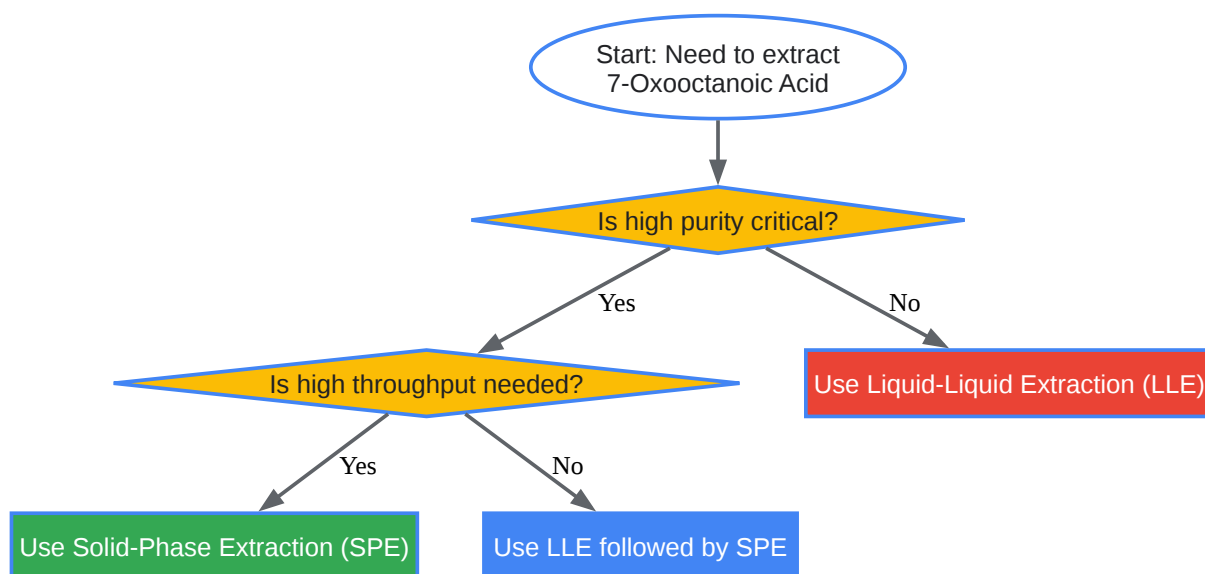 Start: Need to extract
7-Oxooctanoic Acid
Is high purity critical?
Yes
No
Is high throughput needed?
Use Liquid-Liquid Extraction (LLE)
Yes
No
Use Solid-Phase Extraction (SPE)
Use LLE followed by SPE